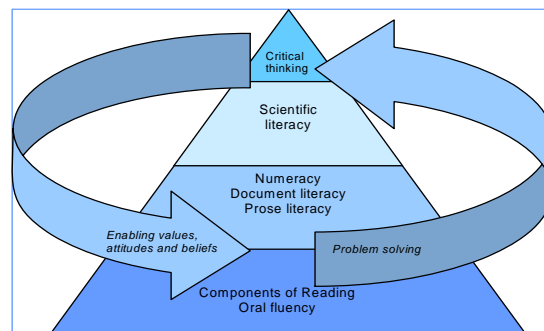 Critical
thinking
Scientific
literacy
Numeracy
Document literacy
Prose literacy
Enabling values,
attitudes and beliefs
Problem solving
Components of Reading
Oral fluency